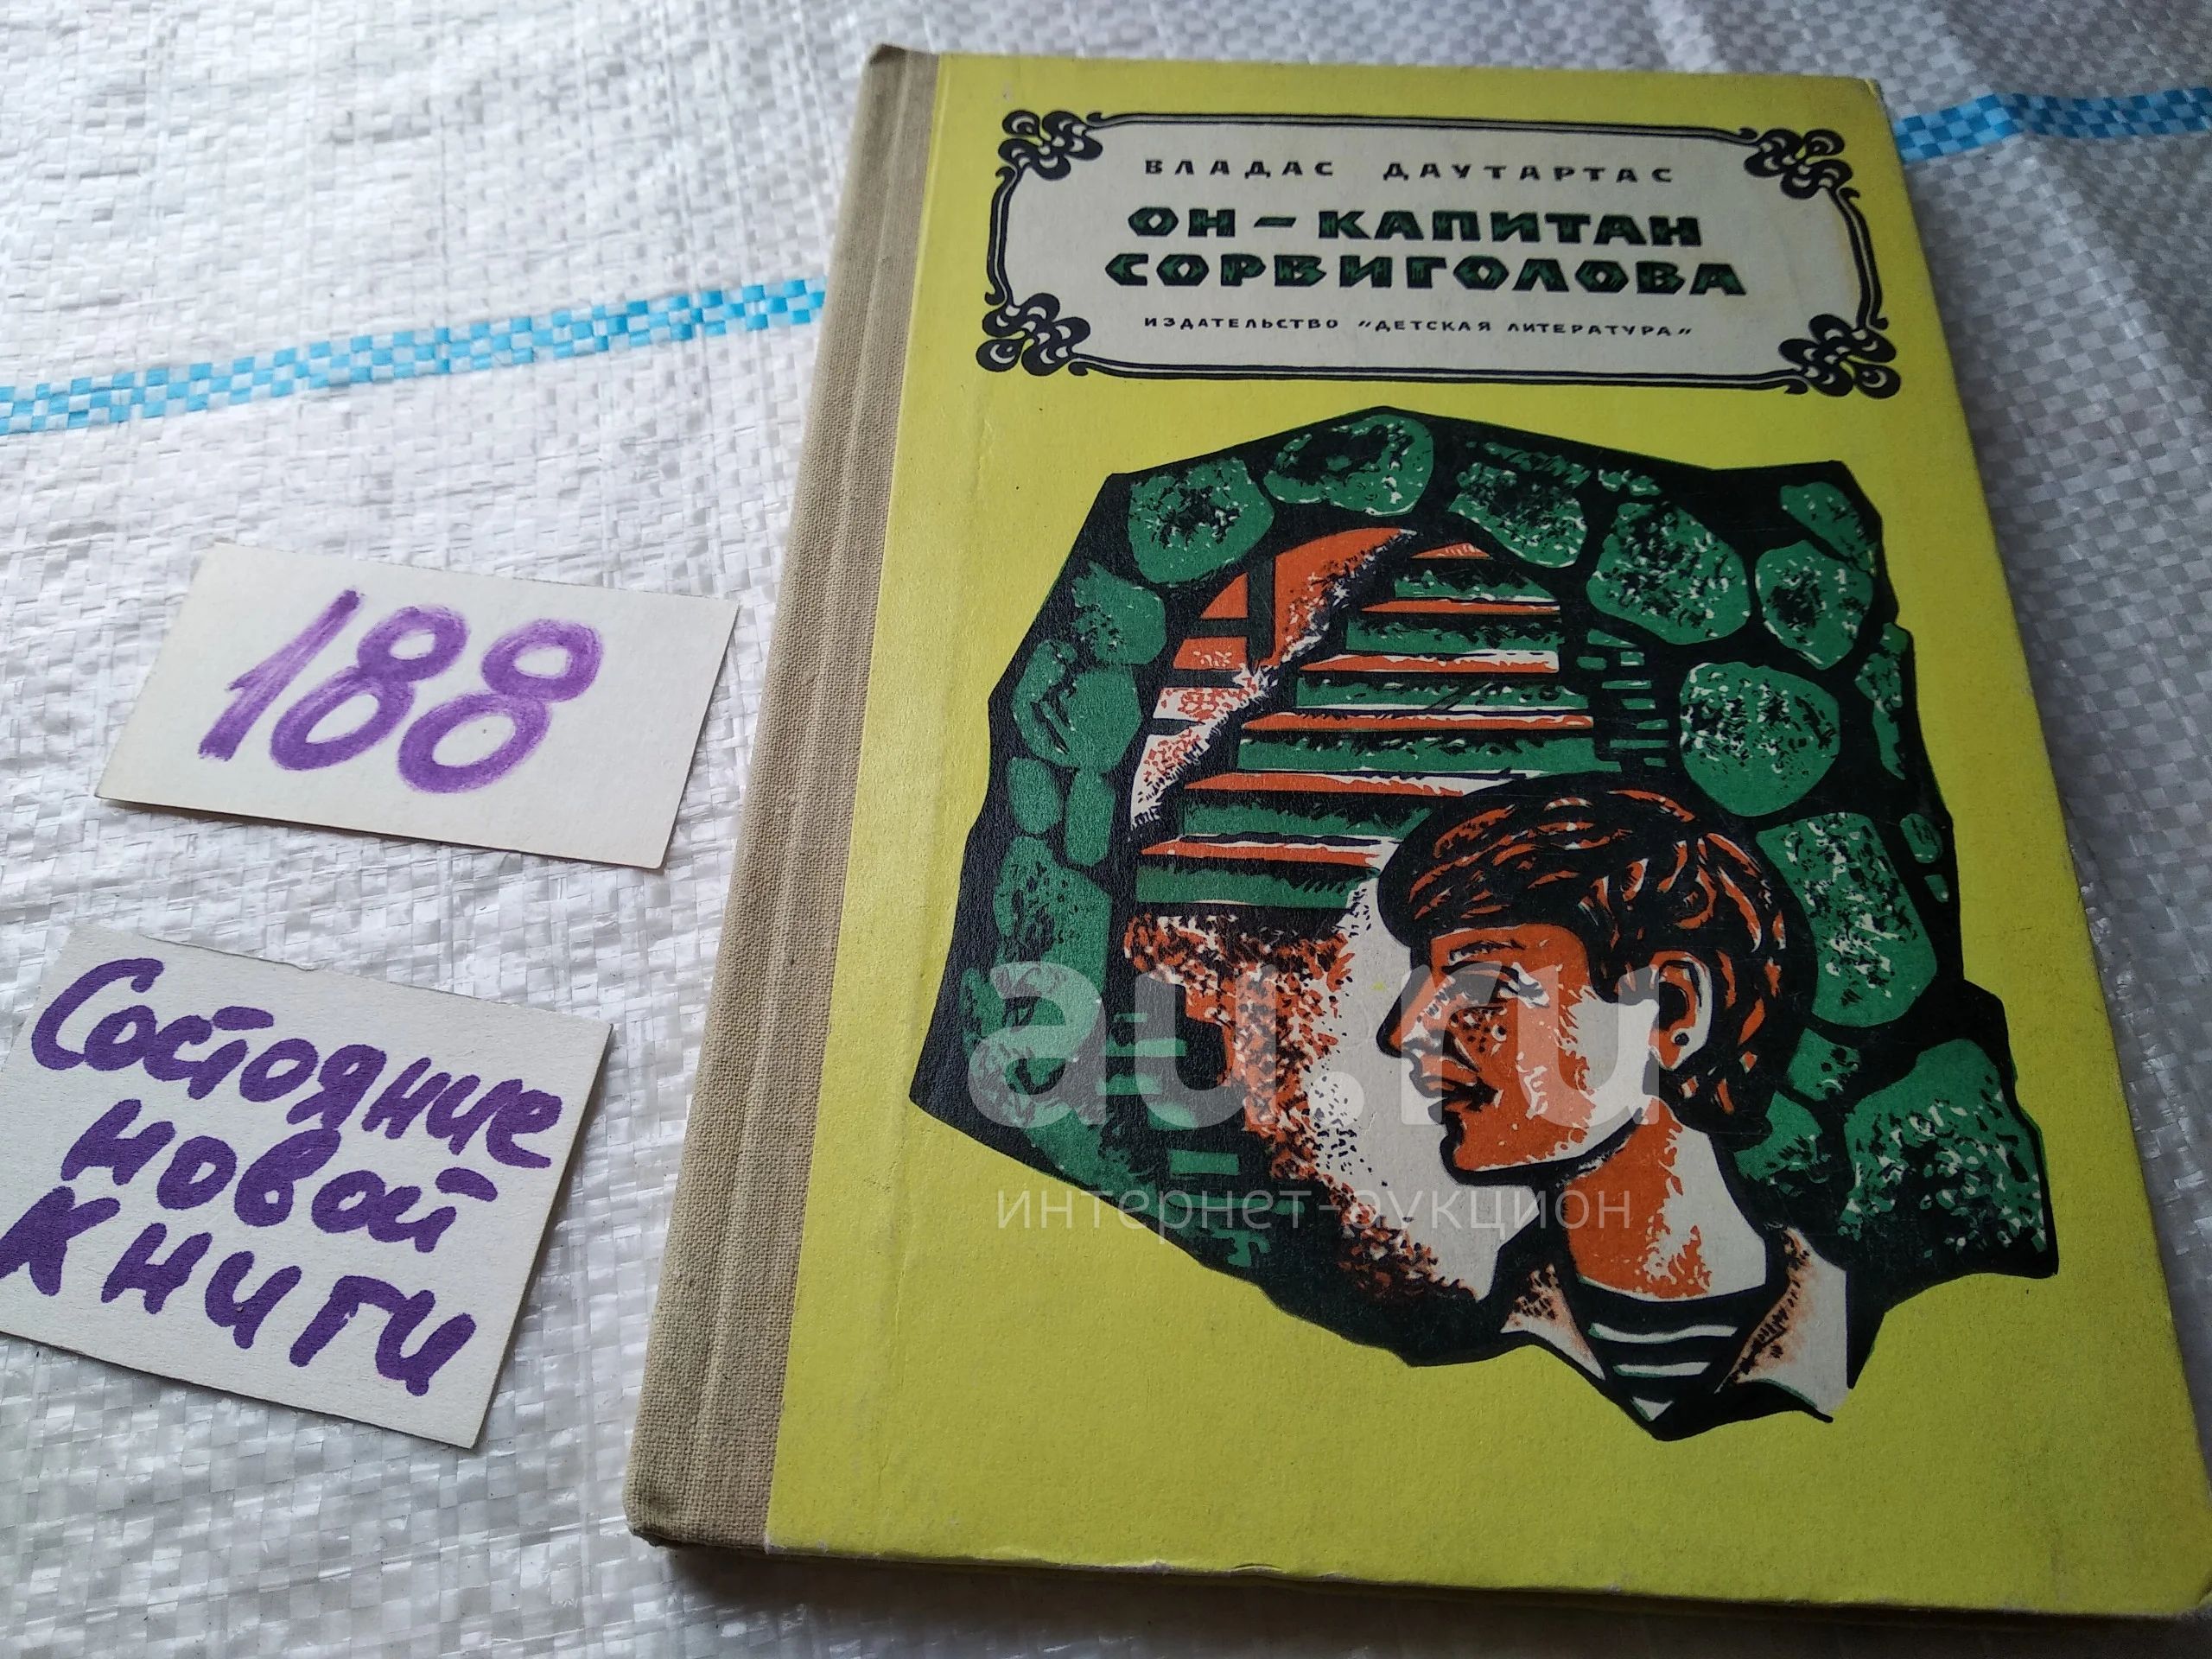 ВЛАДАС ДАУТАРТАС
ОН – КАПИТАН
СОРВИГОЛОВА
ИЗДАТЕЛЬСТВО "ДЕТСКАЯ ЛИТЕРАТУРА"
188
Состояние
новой
книги
au.ru
интернет-аукцион